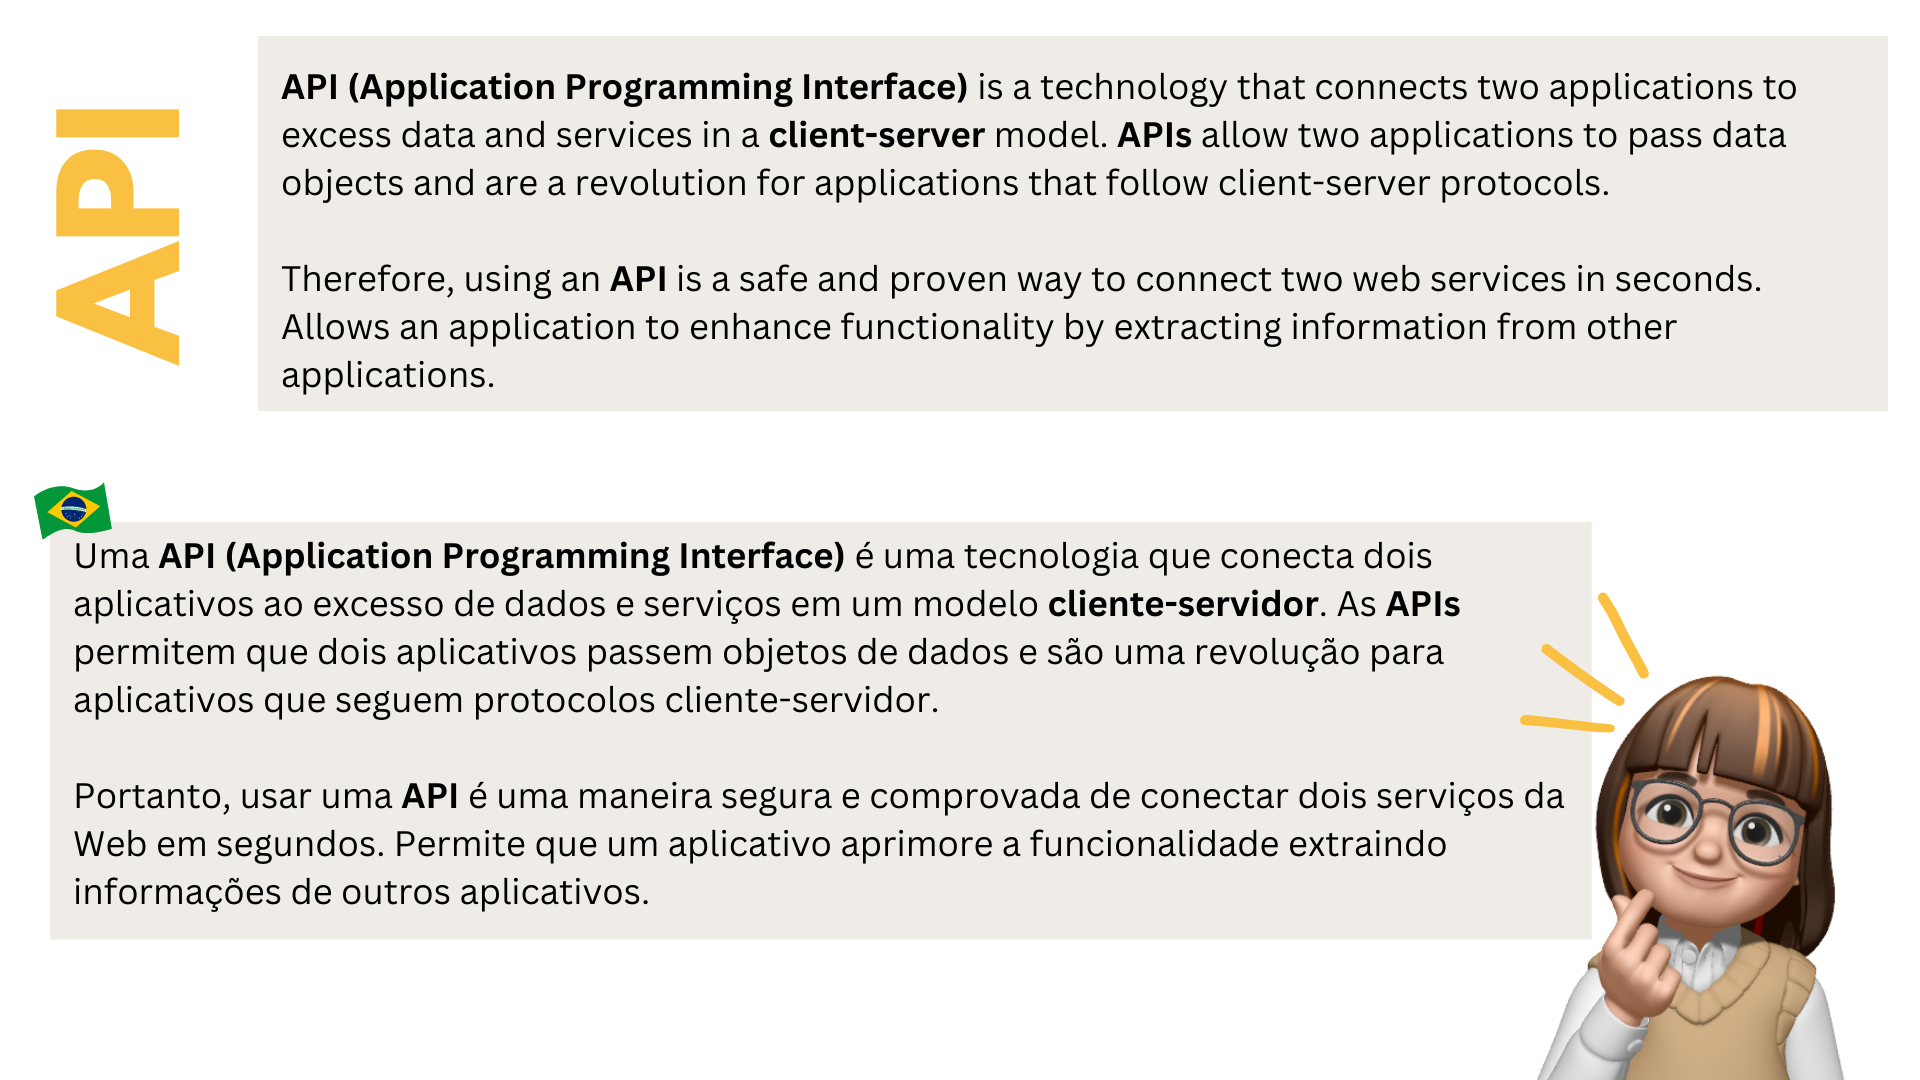 API
API (Application Programming Interface) is a technology that connects two applications to
excess data and services in a client-server model. APIs allow two applications to pass data
objects and are a revolution for applications that follow client-server protocols.
Therefore, using an API is a safe and proven way to connect two web services in seconds.
Allows an application to enhance functionality by extracting information from other
applications.
Uma API (Application Programming Interface) é uma tecnologia que conecta dois
aplicativos ao excesso de dados e serviços em um modelo cliente-servidor. As APIs
permitem que dois aplicativos passem objetos de dados e são uma revolução para
aplicativos que seguem protocolos cliente-servidor.
Portanto, usar uma API é uma maneira segura e comprovada de conectar dois serviços da
Web em segundos. Permite que um aplicativo aprimore a funcionalidade extraindo
informações de outros aplicativos.